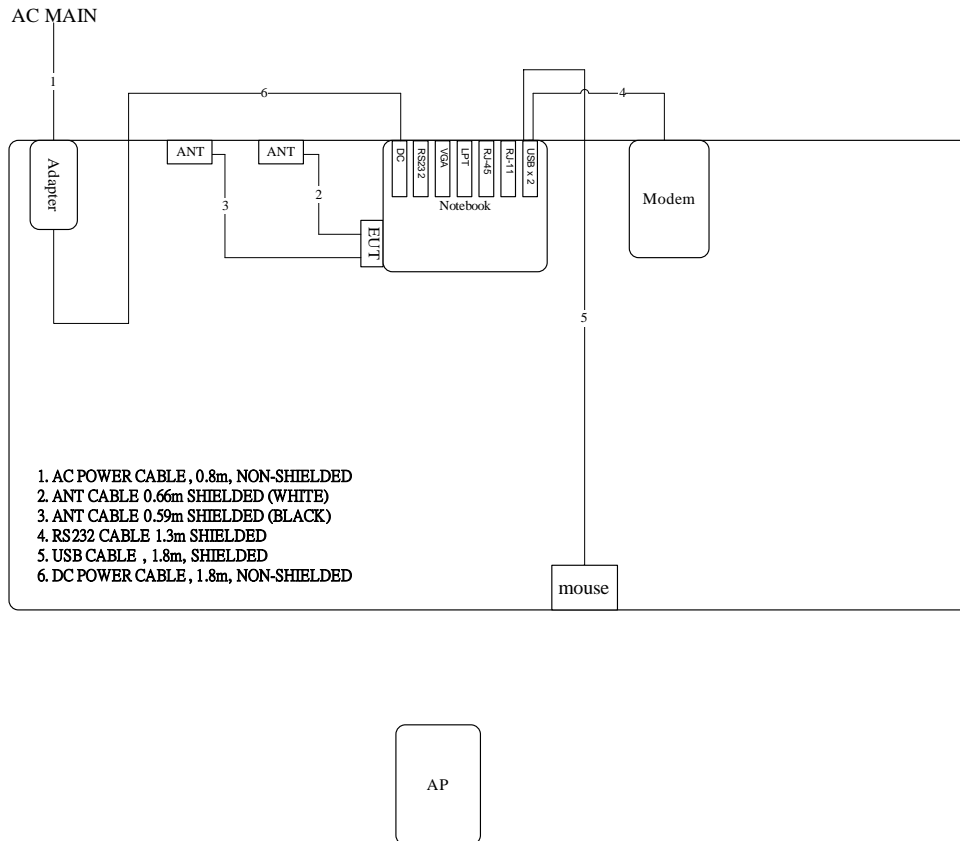 AC MAIN
1
6
4
Adapter
ANT
ANT
DC
RS232
VGA
LPT
RJ-45
RJ-11
USB x 2
Notebook
Modem
3
2
EUT
5
1. AC POWER CABLE , 0.8m, NON-SHIELDED
2. ANT CABLE 0.66m SHIELDED (WHITE)
3. ANT CABLE 0.59m SHIELDED (BLACK)
4. RS232 CABLE 1.3m SHIELDED
5. USB CABLE , 1.8m, SHIELDED
6. DC POWER CABLE , 1.8m, NON-SHIELDED
mouse
AP